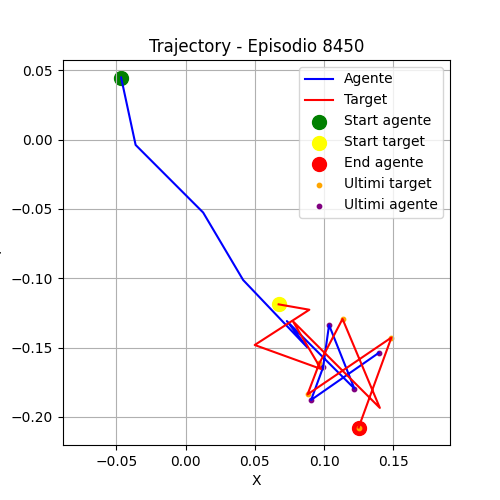 Trajectory - Episodio 8450
Agente
Target
Start agente
Start target
End agente
Ultimi target
Ultimi agente
0.05
0.00
−0.05
−0.10
−0.15
−0.20
−0.05
0.00
0.05
0.10
0.15
X